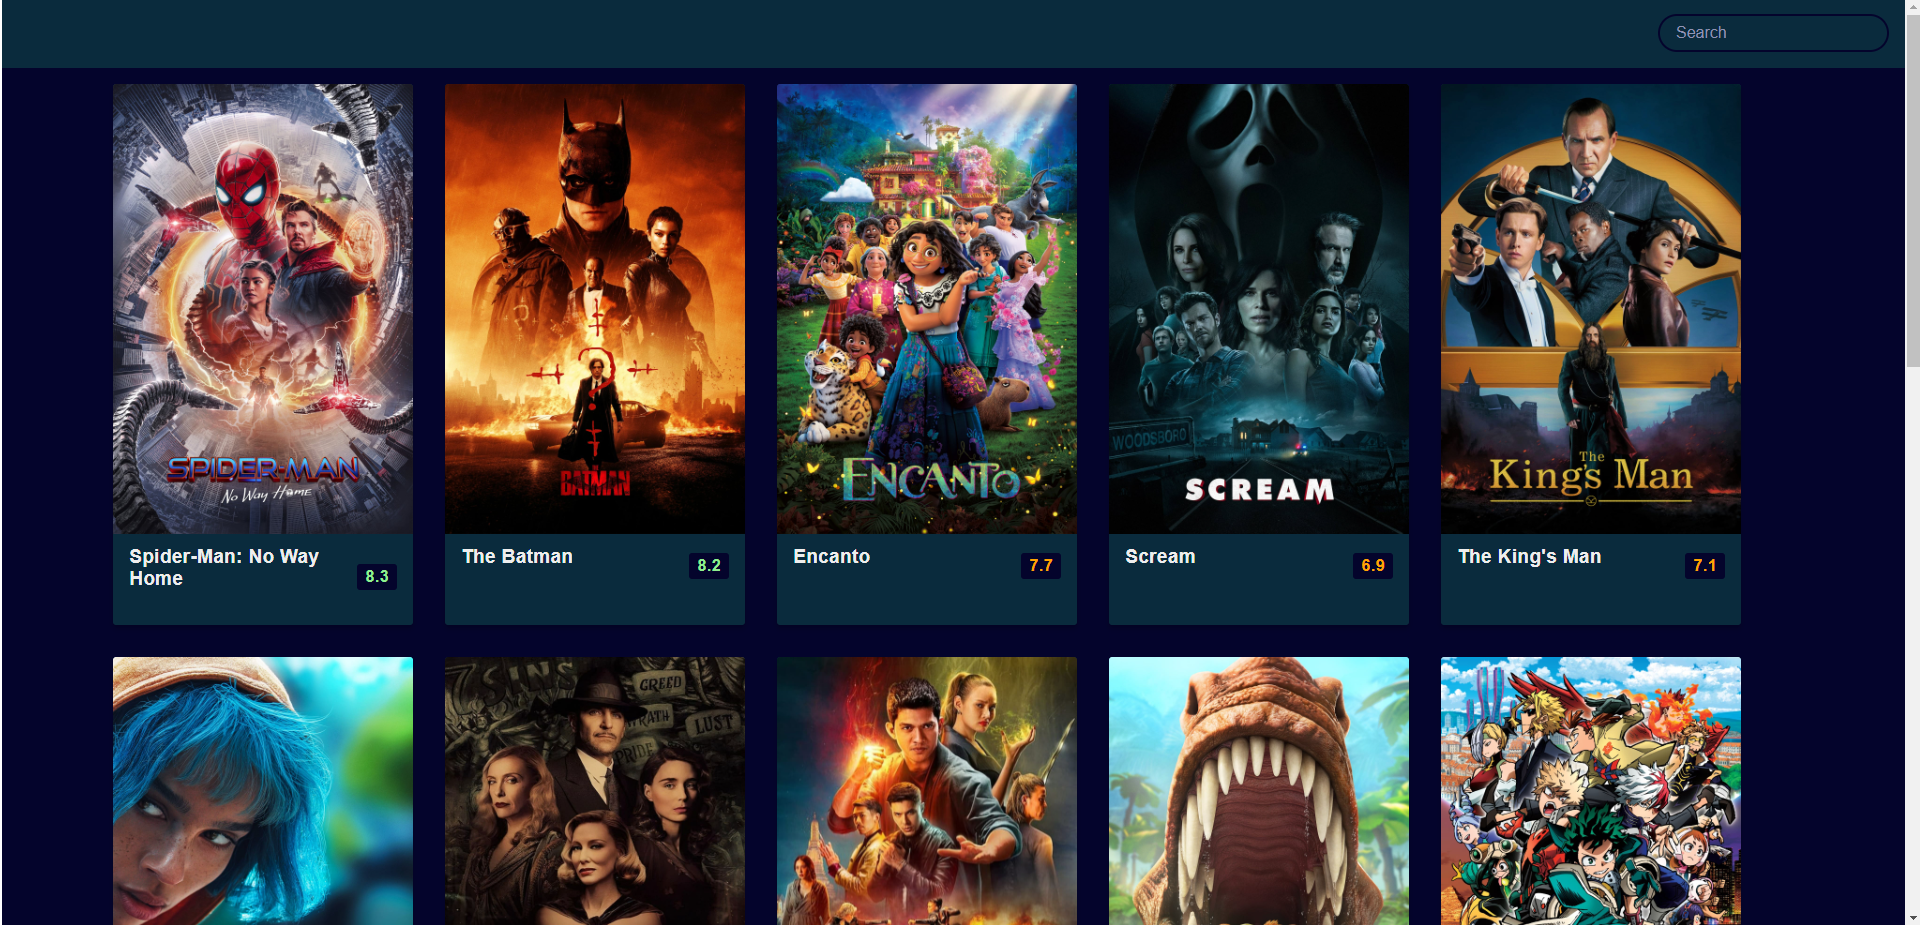 Search
SPIDER-MAN
No Way Home
THE
BATMAN
ENCANTO
WOODSBORO
SCREAM
The
King's Man
Spider-Man: No Way
Home
8.3
The Batman
8.2
Encanto
7.7
Scream
6.9
The King's Man
7.1
7 SINS
GREED
WRATH
LUST
PRIDE